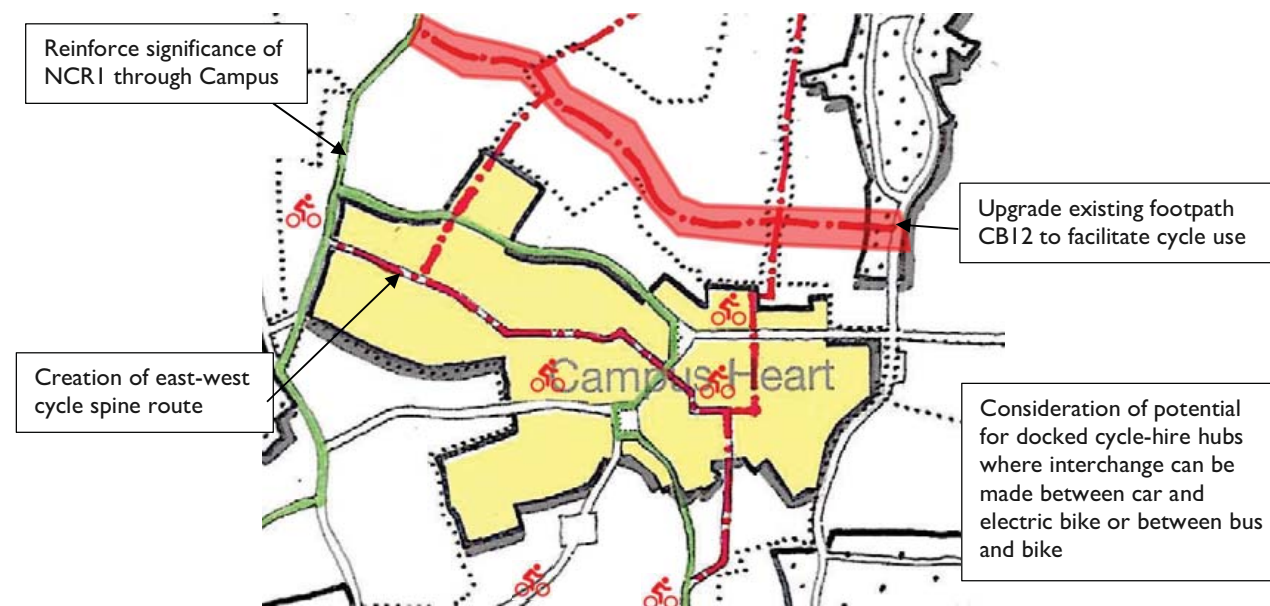 Reinforce significance of
NCR1 through Campus
Upgrade existing footpath
CB12 to facilitate cycle use
Creation of east-west
cycle spine route
Campus Heart
Consideration of potential
for docked cycle-hire hubs
where interchange can be
made between car and
electric bike or between bus
and bike